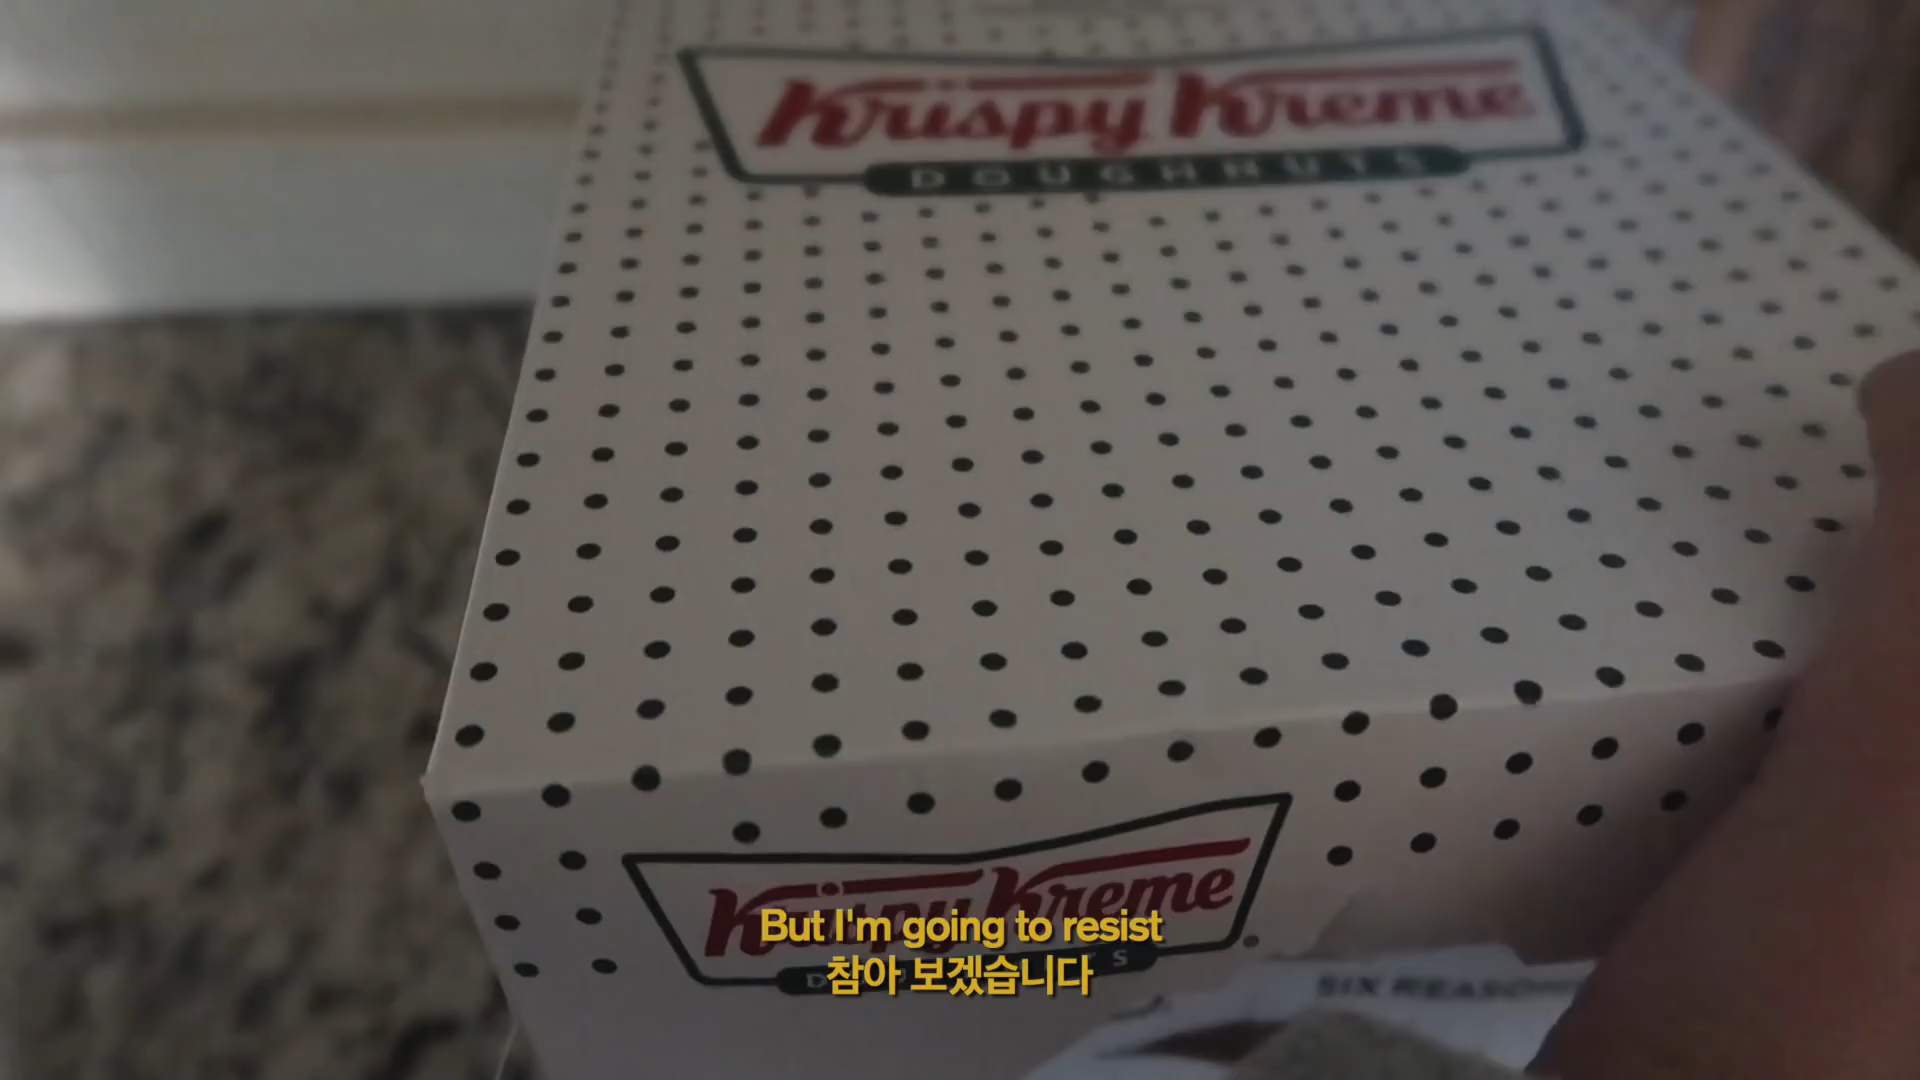 Krispy Kreme
DOUGHNUTS
Krispy Kreme
But I'm going to resist
참아 보겠습니다
SIX REASONS